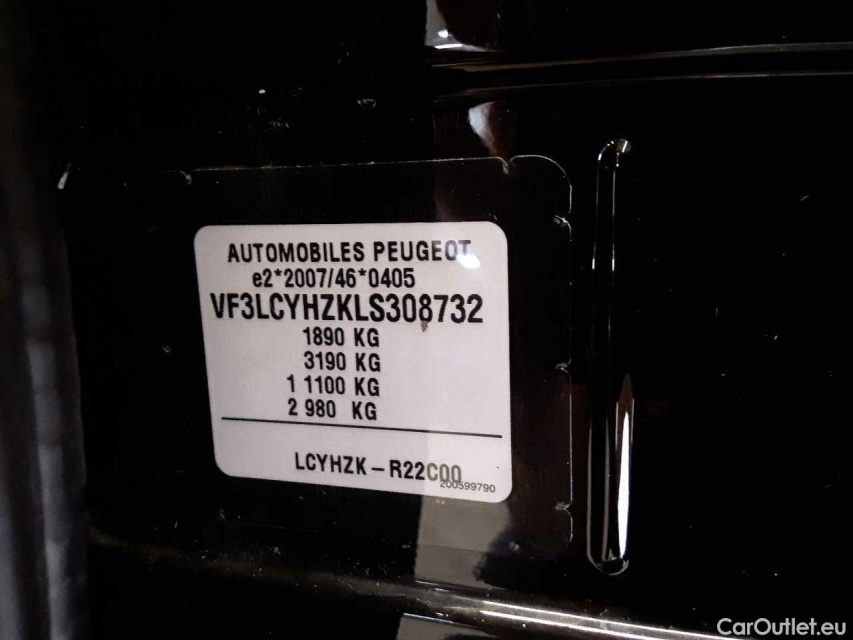 AUTOMOBILES PEUGEOT
e2*2007/46*0405
VF3LCYHZKLS308732
1890 KG
3190 KG
1 1100 KG
2 980 KG
LCYHZK-R22C00
200599790
CarOutlet.eu